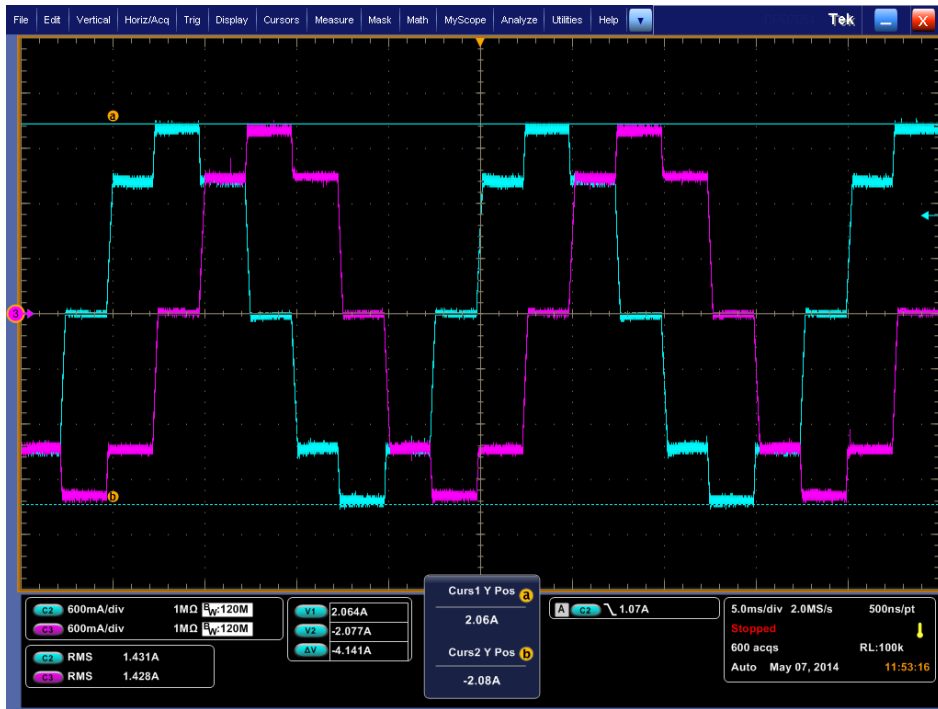 File Edit Vertical Horiz/Acq Trig Display Cursors Measure Mask Math MyScope Analyze Utilities Help Tek X
a
3
b
C2 600mA/div 1MΩ BW:120M
C3 600mA/div 1MΩ BW:120M
C2 RMS 1.431A
C3 RMS 1.428A
V1 2.064A
V2 -2.077A
ΔV -4.141A
Curs1 Y Pos a
2.06A
Curs2 Y Pos b
-2.08A
A C2 1.07A
5.0ms/div 2.0MS/s 500ns/pt
Stopped
600 acqs RL:100k
Auto May 07, 2014 11:53:16